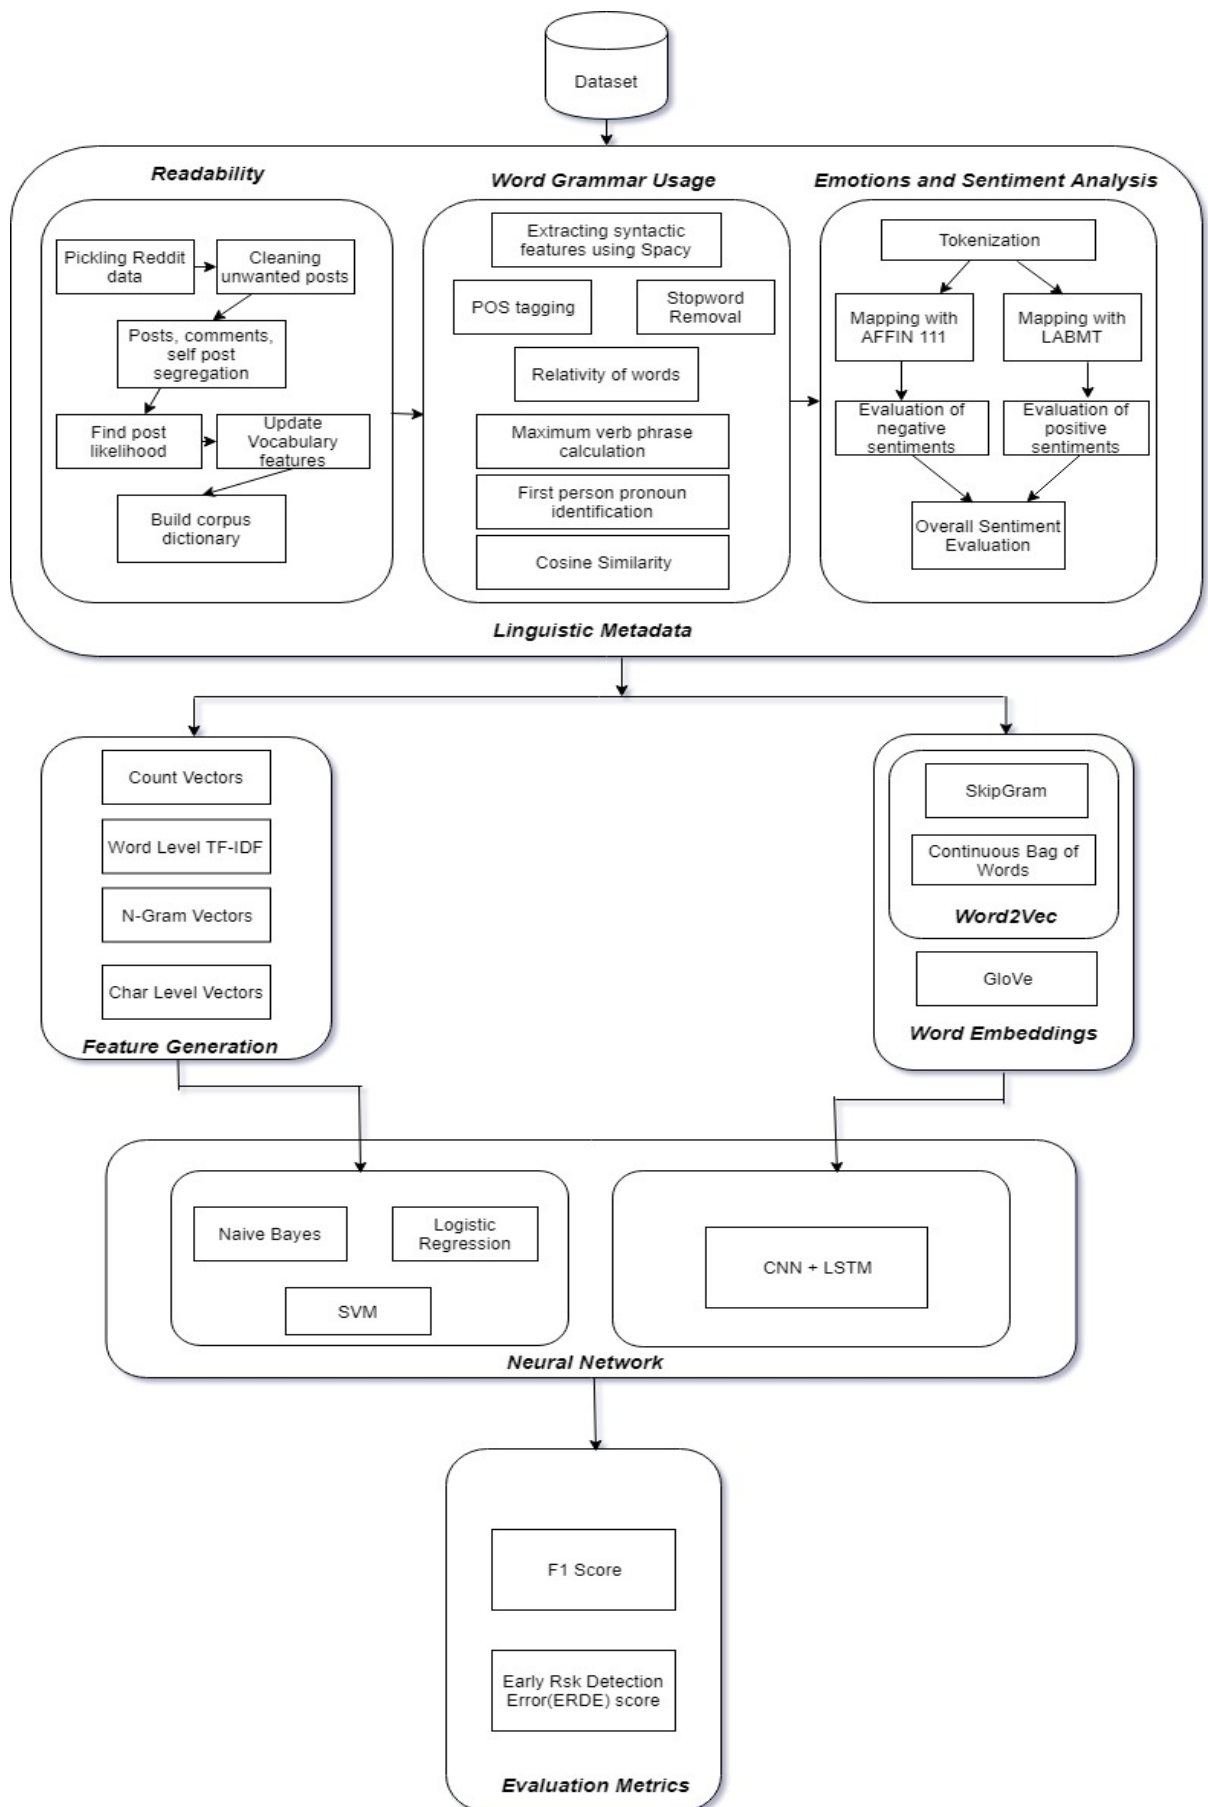 Dataset
Readability
Word Grammar Usage
Emotions and Sentiment Analysis
Pickling Reddit
data
Cleaning
unwanted posts
Posts, comments,
self post
segregation
Find post
likelihood
Update
Vocabulary
features
Build corpus
dictionary
Extracting syntactic
features using Spacy
POS tagging
Stopword
Removal
Relativity of words
Maximum verb phrase
calculation
First person pronoun
identification
Cosine Similarity
Tokenization
Mapping with
AFFIN 111
Mapping with
LABMT
Evaluation of
negative
sentiments
Evaluation of
positive
sentiments
Overall Sentiment
Evaluation
Linguistic Metadata
Count Vectors
Word Level TF-IDF
N-Gram Vectors
Char Level Vectors
Feature Generation
SkipGram
Continuous Bag of
Words
Word2Vec
GloVe
Word Embeddings
Naive Bayes
Logistic
Regression
SVM
CNN + LSTM
Neural Network
F1 Score
Early Rsk Detection
Error(ERDE) score
Evaluation Metrics